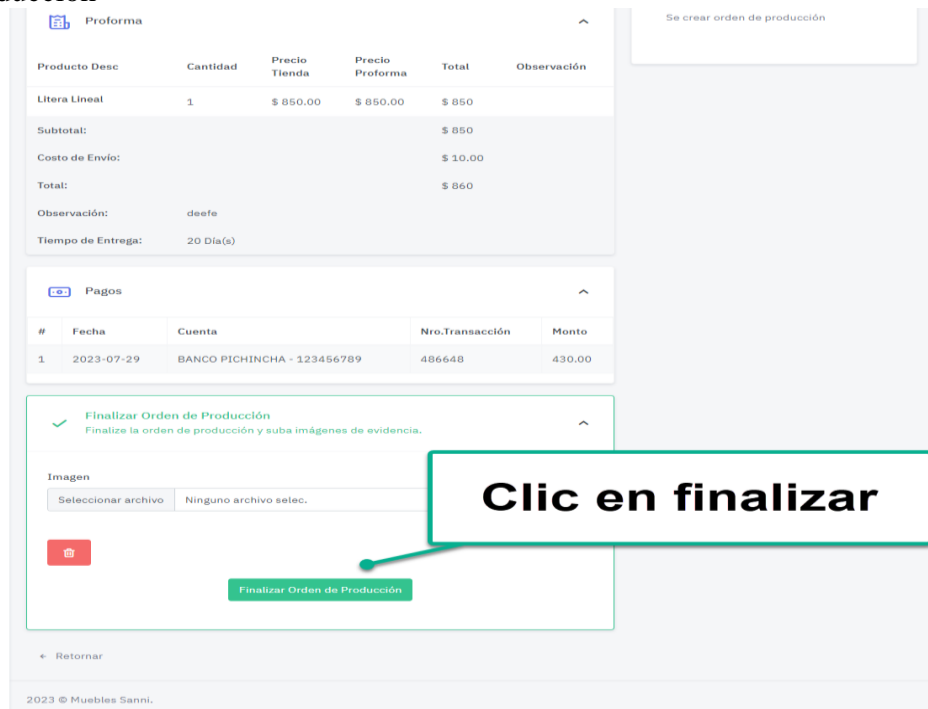 ducción
Proforma
Se crear orden de producción
Producto Desc Cantidad Precio Tienda Precio Proforma Total Observación
Litera Lineal 1 $ 850.00 $ 850.00 $ 850
Subtotal: $ 850
Costo de Envío: $ 10.00
Total: $ 860
Observación: deefe
Tiempo de Entrega: 20 Día(s)
Pagos
# Fecha Cuenta Nro.Transacción Monto
1 2023-07-29 BANCO PICHINCHA - 123456789 486648 430.00
Finalizar Orden de Producción
Finalize la orden de producción y suba imágenes de evidencia.
Imagen
Seleccionar archivo Ninguno archivo selec.
Clic en finalizar
Finalizar Orden de Producción
← Retornar
2023 © Muebles Sanni.